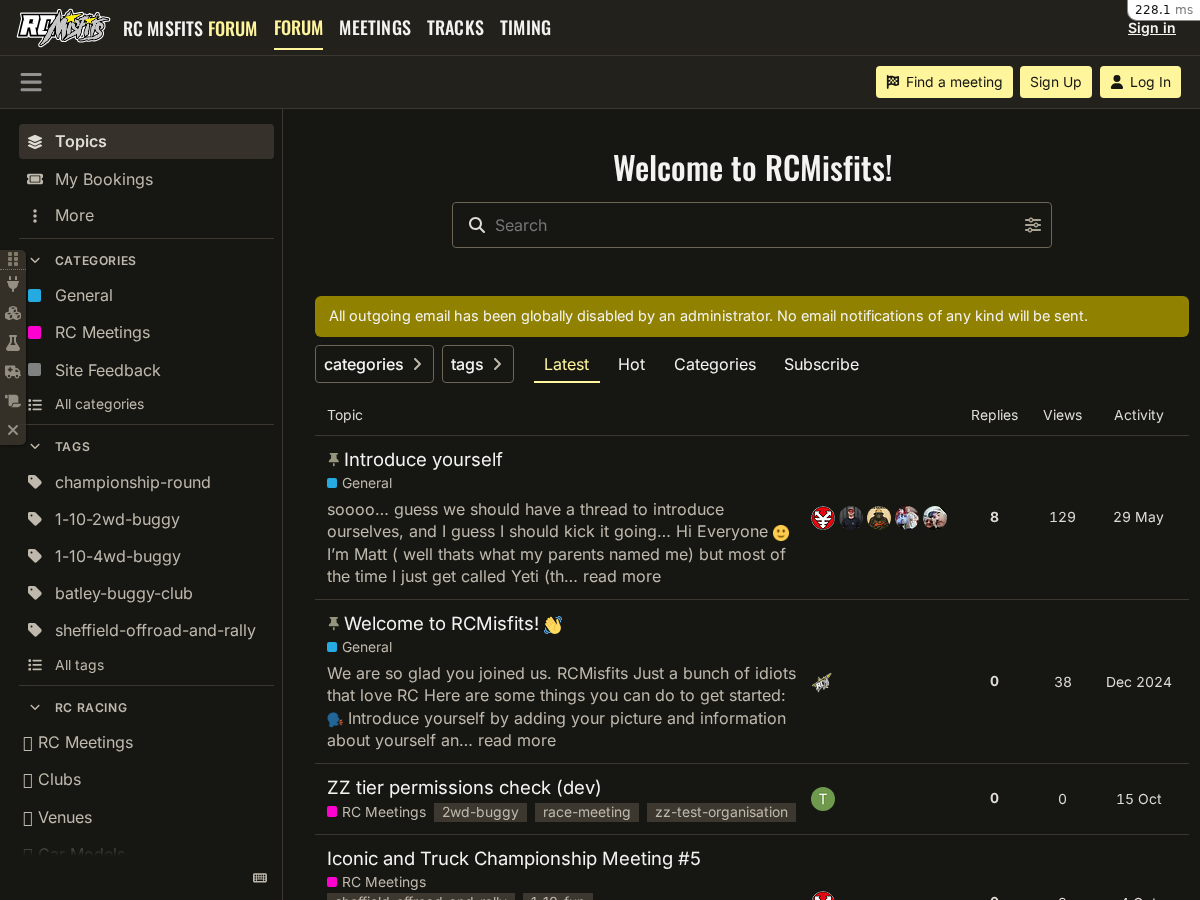 RC Misfits
RC MISFITS FORUM
FORUM
MEETINGS
TRACKS
TIMING
228.1 ms
Sign in
Find a meeting
Sign Up
Log In
Topics
My Bookings
More
CATEGORIES
General
RC Meetings
Site Feedback
All categories
TAGS
championship-round
1-10-2wd-buggy
1-10-4wd-buggy
batley-buggy-club
sheffield-offroad-and-rally
All tags
RC RACING
RC Meetings
Clubs
Venues
Car Models
Welcome to RCMisfits!
Search
All outgoing email has been globally disabled by an administrator. No email notifications of any kind will be sent.
categories
tags
Latest
Hot
Categories
Subscribe
Topic
Replies
Views
Activity
Introduce yourself
General
soooo… guess we should have a thread to introduce
ourselves, and I guess I should kick it going… Hi Everyone 🙂
I’m Matt ( well thats what my parents named me) but most of
the time I just get called Yeti (th… read more
8
129
29 May
Welcome to RCMisfits! 👋
General
We are so glad you joined us. RCMisfits Just a bunch of idiots
that love RC Here are some things you can do to get started:
🗣 Introduce yourself by adding your picture and information
about yourself an… read more
0
38
Dec 2024
ZZ tier permissions check (dev)
RC Meetings 2wd-buggy race-meeting zz-test-organisation
T
0
0
15 Oct
Iconic and Truck Championship Meeting #5
RC Meetings
sheffield-offroad-and-rally